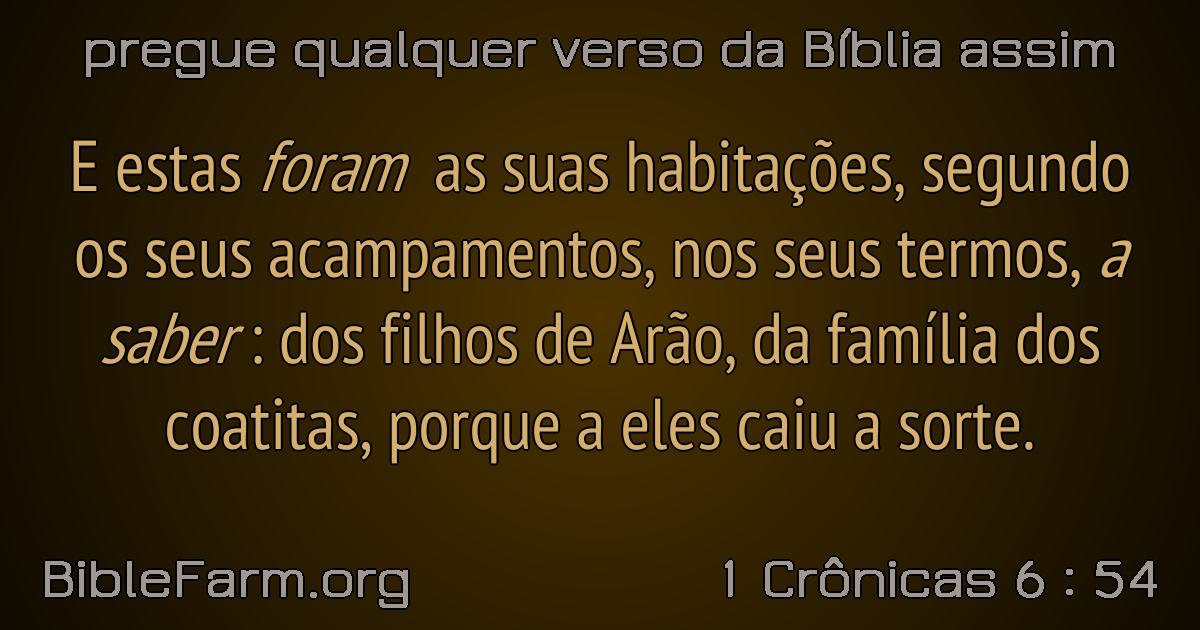 pregue qualquer verso da Bíblia assim
E estas foram as suas habitações, segundo
os seus acampamentos, nos seus termos, a
saber : dos filhos de Arão, da família dos
coatitas, porque a eles caiu a sorte.
BibleFarm.org
1 Crônicas 6 : 54